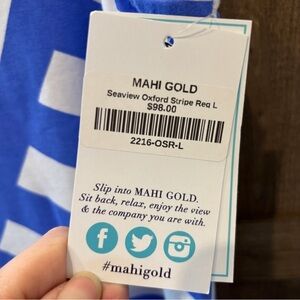 MAHI GOLD
Seaview Oxford Stripe Reg L
$98.00
2216-OSR-L
Slip into MAHI GOLD.
Sit back, relax, enjoy the view
& the company you are with.
#mahigold